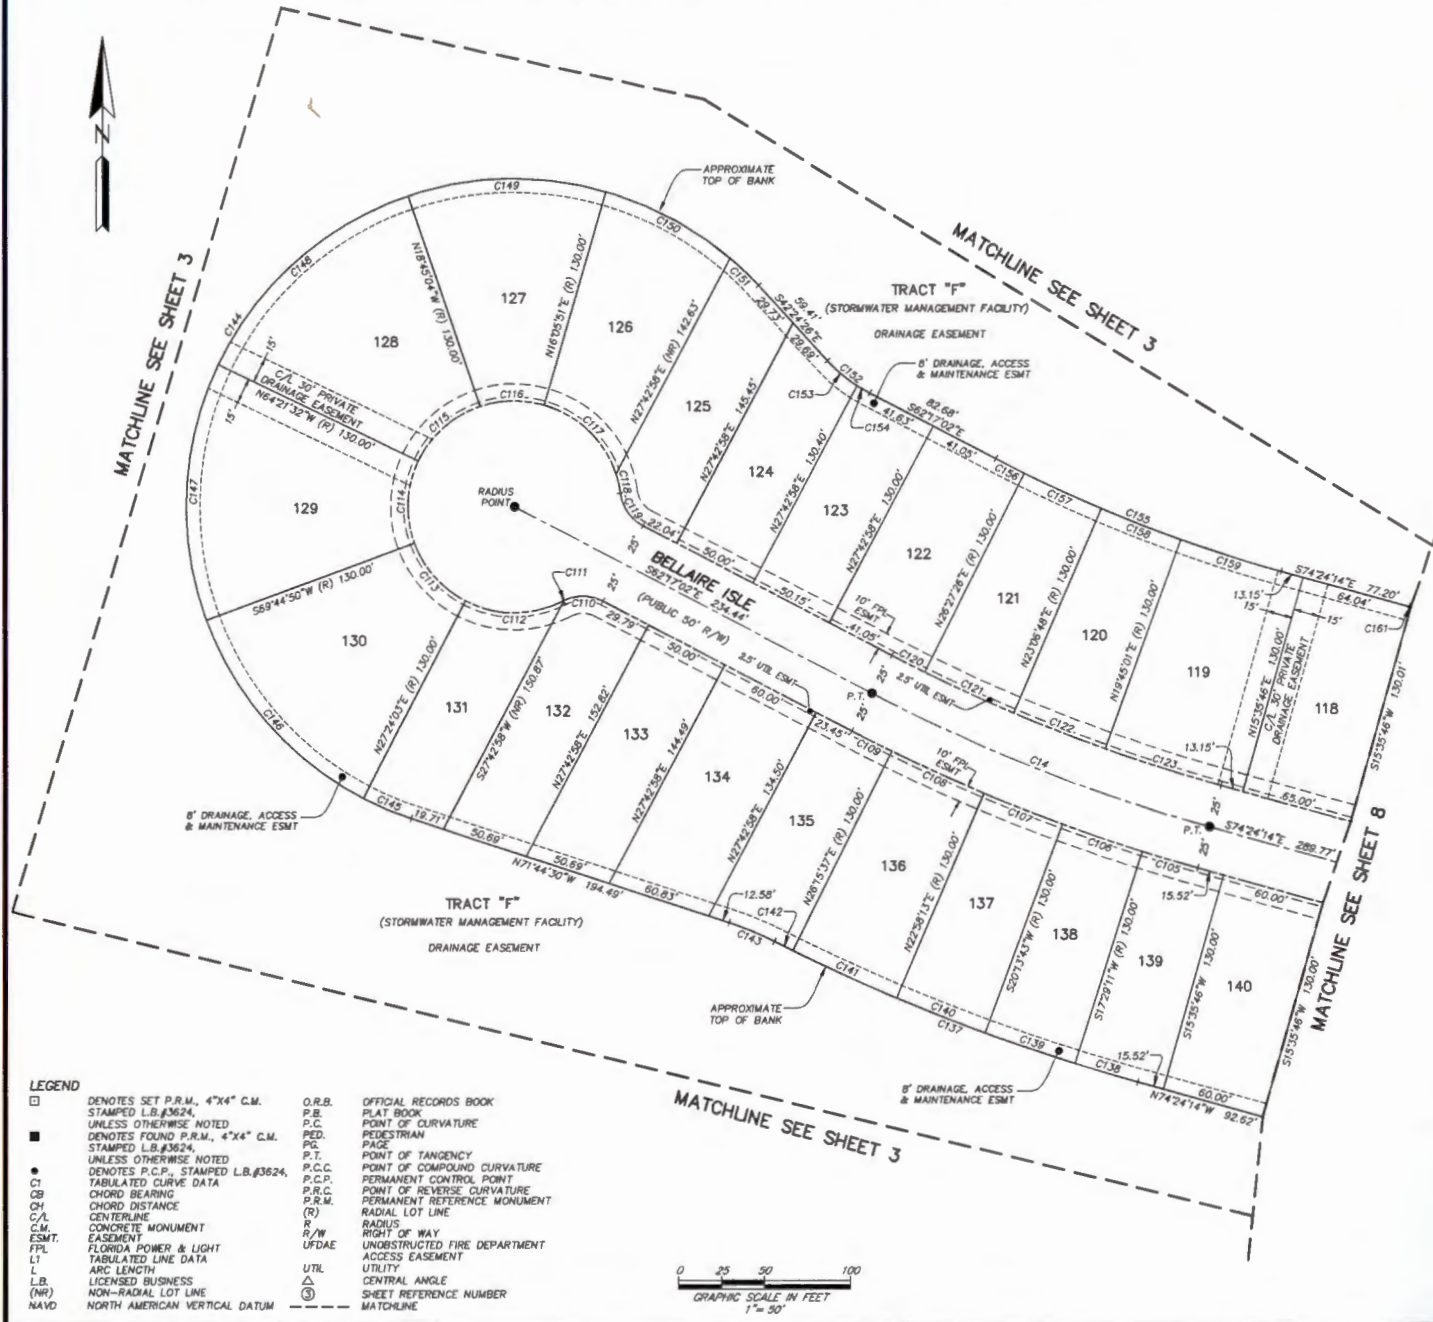 N
MATCHLINE SEE SHEET 3
MATCHLINE SEE SHEET 3
MATCHLINE SEE SHEET 3
MATCHLINE SEE SHEET 8
APPROXIMATE
TOP OF BANK
TRACT "F"
(STORMWATER MANAGEMENT FACILITY)
DRAINAGE EASEMENT
8' DRAINAGE, ACCESS
& MAINTENANCE ESMT
C149
C150
C151
C148
C144
C147
C146
C145
127
126
128
129
130
131
132
133
134
135
136
137
138
139
140
125
124
123
122
121
120
119
118
N18°45'04"W (R) 130.00'
N16°05'51"E (R) 130.00'
N27°42'58"E (NR) 142.63'
N27°42'58"E 145.45'
N27°42'58"E 130.40'
N27°42'58"E 130.00'
N26°27'26"E (R) 130.00'
N23°06'48"E (R) 130.00'
N19°45'01"E (R) 130.00'
N15°35'46"E 130.00'
C/L 30' PRIVATE
DRAINAGE EASEMENT
S15°35'46"W 130.01'
59.41'
S42°24'26"E
29.73'
29.69'
C152
C153
C154
82.68'
S62°17'02"E
41.63'
41.05'
C156
C157
C155
C158
C159
S74°24'14"E 77.20'
64.04'
13.15'
15'
15'
C161
15'
15'
C/L 30' PRIVATE
DRAINAGE EASEMENT
N64°21'32"W (R) 130.00'
C115
C116
C117
C118
C119
C114
C113
C112
C111
C110
RADIUS
POINT
22.04'
50.00'
50.15'
41.05'
25'
25'
BELLAIRE ISLE
S62°17'02"E 234.44'
(PUBLIC 50' R/W)
10' FPL
ESMT
C120
2.5' UTIL ESMT
C121
C122
C123
13.15'
65.00'
25'
P.T.
25'
C14
25'
P.T.
25'
S74°24'14"E 289.77'
S69°44'50"W (R) 130.00'
N27°24'03"E (R) 130.00'
S27°42'58"W (NR) 150.87'
N27°42'58"E 152.82'
N27°42'58"E 144.49'
N27°42'58"E 134.50'
N26°15'37"E (R) 130.00'
N22°58'13"E (R) 130.00'
S20°13'43"W (R) 130.00'
S17°29'11"W (R) 130.00'
S15°35'46"W 130.00'
S15°35'46"W 130.00'
29.79'
50.00'
60.00'
2.5' UTIL ESMT
23.45'
C109
10' FPL
ESMT
C108
C107
C106
C105
15.52'
60.00'
8' DRAINAGE, ACCESS
& MAINTENANCE ESMT
19.71'
50.69'
50.69'
N71°44'30"W 194.49'
60.83'
12.58'
C142
C143
C141
C140
C137
C139
C138
15.52'
60.00'
N74°24'14"W 92.62'
TRACT "F"
(STORMWATER MANAGEMENT FACILITY)
DRAINAGE EASEMENT
APPROXIMATE
TOP OF BANK
8' DRAINAGE, ACCESS
& MAINTENANCE ESMT
LEGEND
DENOTES SET P.R.M., 4"X4" C.M.
STAMPED L.B.#3624,
UNLESS OTHERWISE NOTED
DENOTES FOUND P.R.M., 4"X4" C.M.
STAMPED L.B.#3624,
UNLESS OTHERWISE NOTED
DENOTES P.C.P., STAMPED L.B.#3624,
C1 TABULATED CURVE DATA
CB CHORD BEARING
CH CHORD DISTANCE
C/L CENTERLINE
C.M. CONCRETE MONUMENT
ESMT. EASEMENT
FPL FLORIDA POWER & LIGHT
L1 TABULATED LINE DATA
L ARC LENGTH
L.B. LICENSED BUSINESS
(NR) NON-RADIAL LOT LINE
NAVD NORTH AMERICAN VERTICAL DATUM
O.R.B. OFFICIAL RECORDS BOOK
P.B. PLAT BOOK
P.C. POINT OF CURVATURE
PED. PEDESTRIAN
PG. PAGE
P.T. POINT OF TANGENCY
P.C.C. POINT OF COMPOUND CURVATURE
P.C.P. PERMANENT CONTROL POINT
P.R.C. POINT OF REVERSE CURVATURE
P.R.M. PERMANENT REFERENCE MONUMENT
(R) RADIAL LOT LINE
R RADIUS
R/W RIGHT OF WAY
UFDAE UNOBSTRUCTED FIRE DEPARTMENT
ACCESS EASEMENT
UTIL UTILITY
△ CENTRAL ANGLE
③ SHEET REFERENCE NUMBER
MATCHLINE
0 25 50 100
GRAPHIC SCALE IN FEET
1"= 50'